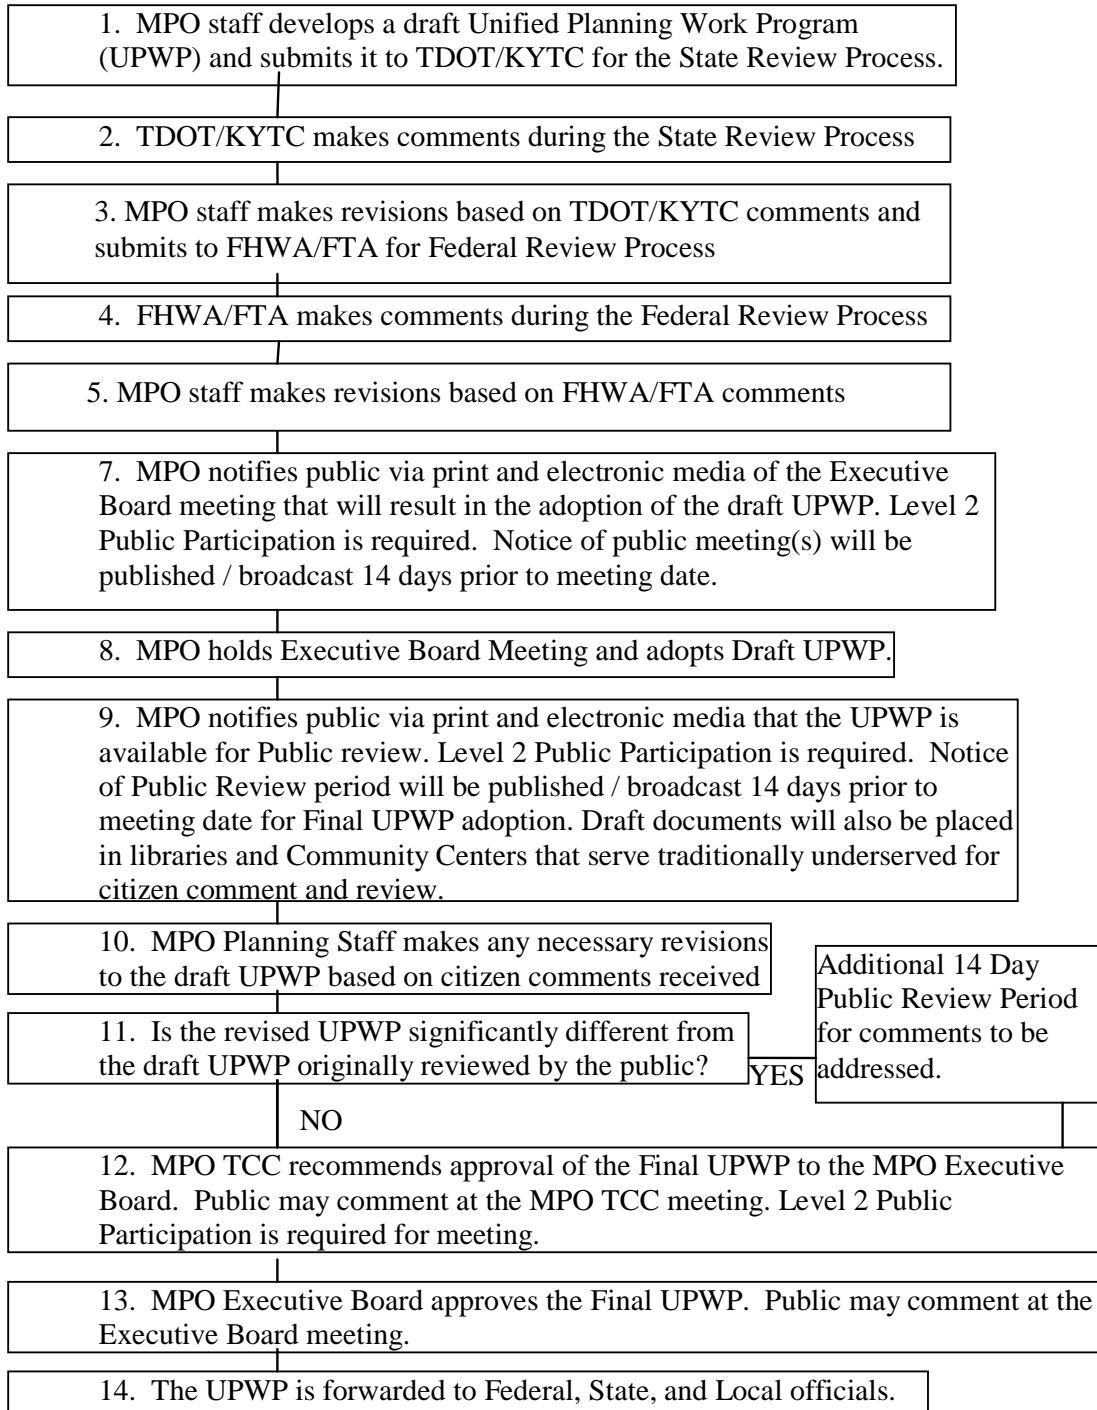 1. MPO staff develops a draft Unified Planning Work Program
(UPWP) and submits it to TDOT/KYTC for the State Review Process.
2. TDOT/KYTC makes comments during the State Review Process
3. MPO staff makes revisions based on TDOT/KYTC comments and
submits to FHWA/FTA for Federal Review Process
4. FHWA/FTA makes comments during the Federal Review Process
5. MPO staff makes revisions based on FHWA/FTA comments
7. MPO notifies public via print and electronic media of the Executive
Board meeting that will result in the adoption of the draft UPWP. Level 2
Public Participation is required. Notice of public meeting(s) will be
published / broadcast 14 days prior to meeting date.
8. MPO holds Executive Board Meeting and adopts Draft UPWP.
9. MPO notifies public via print and electronic media that the UPWP is
available for Public review. Level 2 Public Participation is required. Notice
of Public Review period will be published / broadcast 14 days prior to
meeting date for Final UPWP adoption. Draft documents will also be placed
in libraries and Community Centers that serve traditionally underserved for
citizen comment and review.
10. MPO Planning Staff makes any necessary revisions
to the draft UPWP based on citizen comments received
11. Is the revised UPWP significantly different from
the draft UPWP originally reviewed by the public?
YES
Additional 14 Day
Public Review Period
for comments to be
addressed.
NO
12. MPO TCC recommends approval of the Final UPWP to the MPO Executive
Board. Public may comment at the MPO TCC meeting. Level 2 Public
Participation is required for meeting.
13. MPO Executive Board approves the Final UPWP. Public may comment at the
Executive Board meeting.
14. The UPWP is forwarded to Federal, State, and Local officials.